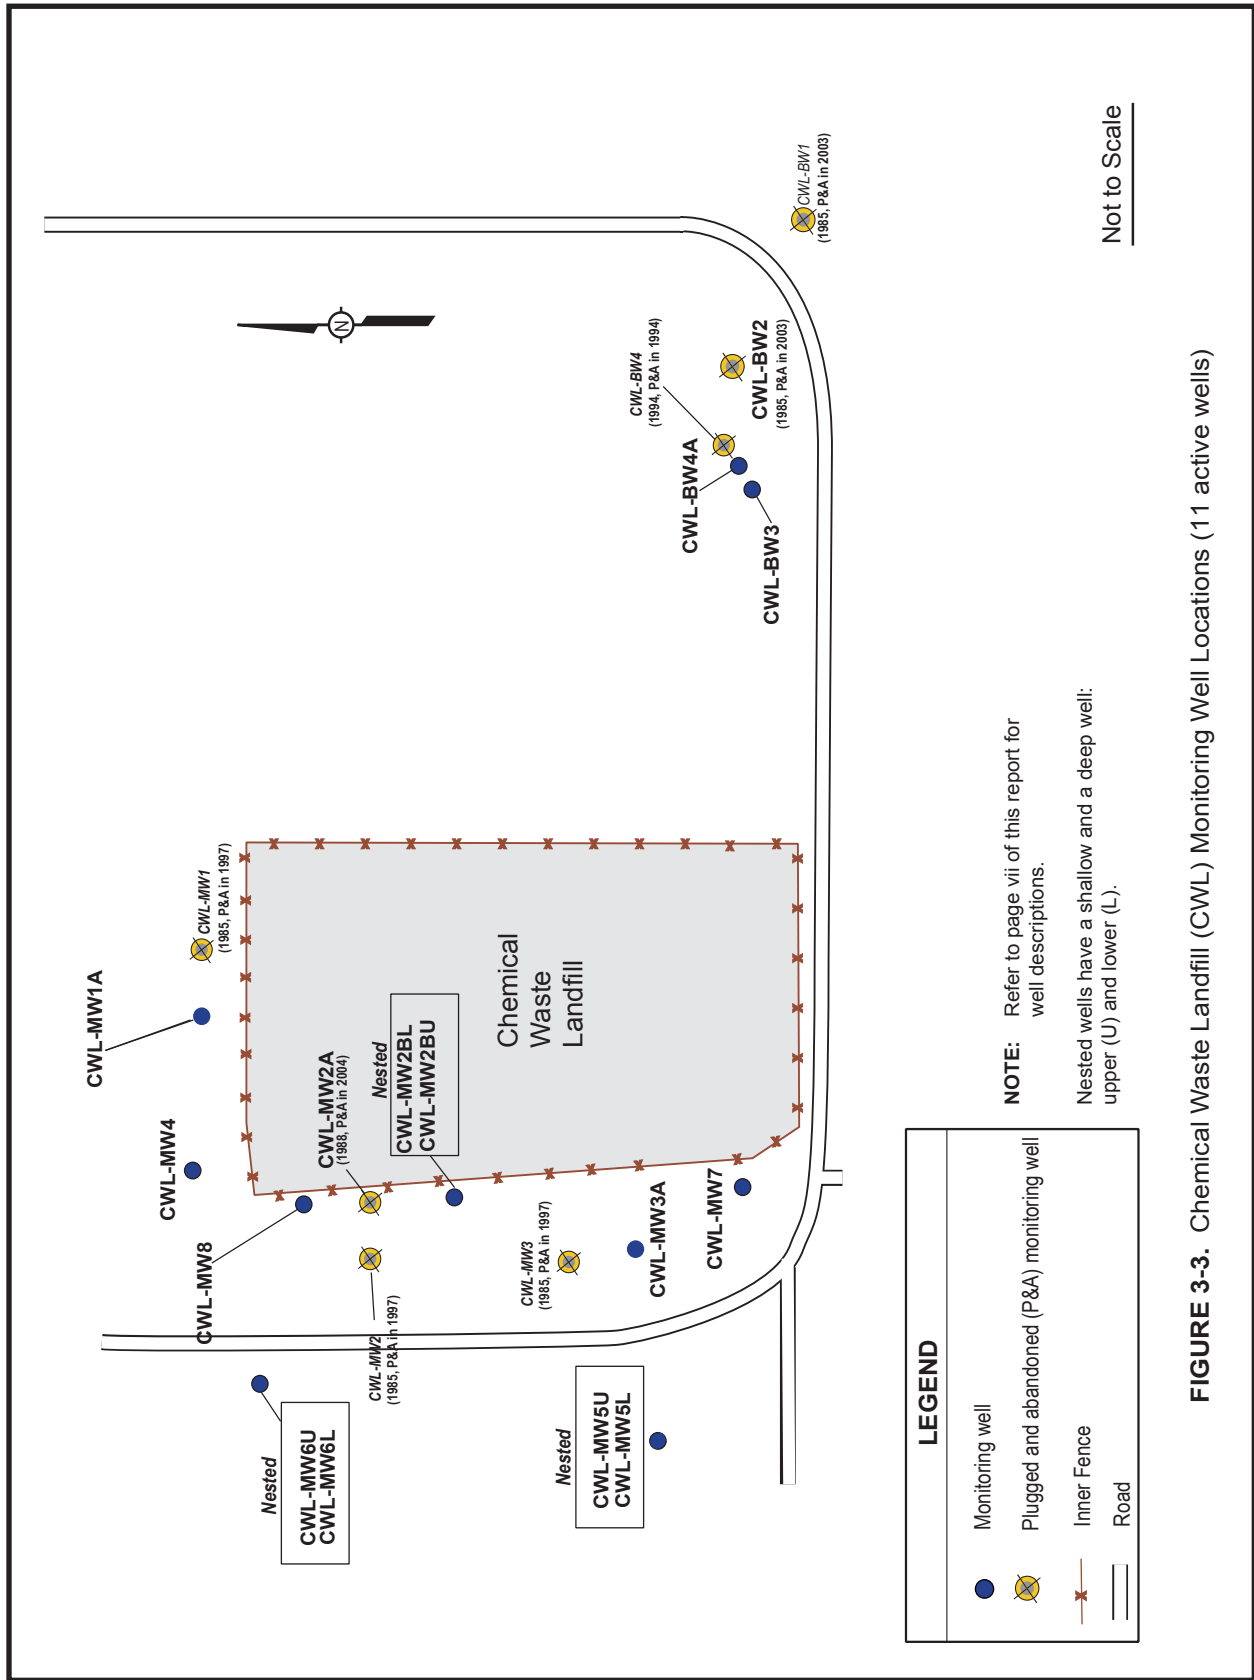 CWL-MW1A
CWL-MW4
CWL-MW1
(1985, P&A in 1997)
CWL-MW8
CWL-MW2A
(1988, P&A in 2004)
Nested
CWL-MW2BL
CWL-MW2BU
Nested
CWL-MW6U
CWL-MW6L
CWL-MW2
(1985, P&A in 1997)
Chemical
Waste
Landfill
CWL-MW3
(1985, P&A in 1997)
Nested
CWL-MW5U
CWL-MW5L
CWL-MW3A
CWL-MW7
N
CWL-BW4
(1994, P&A in 1994)
CWL-BW4A
CWL-BW3
CWL-BW2
(1985, P&A in 2003)
CWL-BW1
(1985, P&A in 2003)
LEGEND
Monitoring well
Plugged and abandoned (P&A) monitoring well
Inner Fence
Road
NOTE: Refer to page vii of this report for
well descriptions.
Nested wells have a shallow and a deep well:
upper (U) and lower (L).
Not to Scale
FIGURE 3-3. Chemical Waste Landfill (CWL) Monitoring Well Locations (11 active wells)